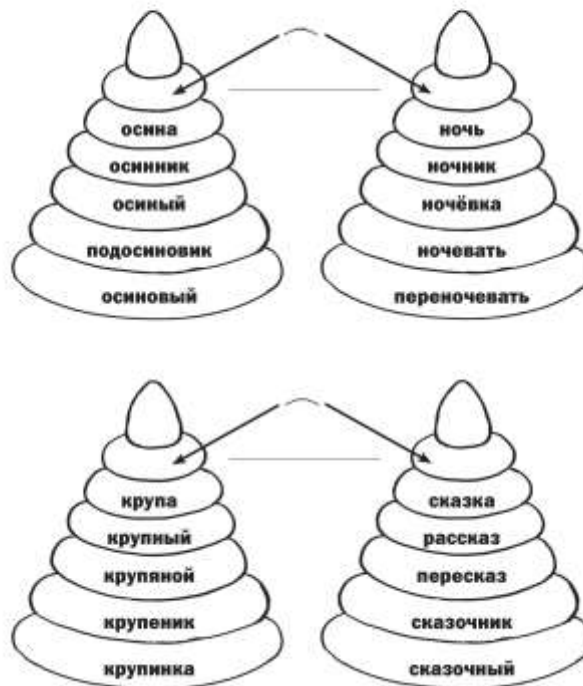 осина
осинник
осиный
подосиновик
осиновый
ночь
ночник
ночёвка
ночевать
переночевать
крупа
крупный
крупяной
крупеник
крупинка
сказка
рассказ
пересказ
сказочник
сказочный